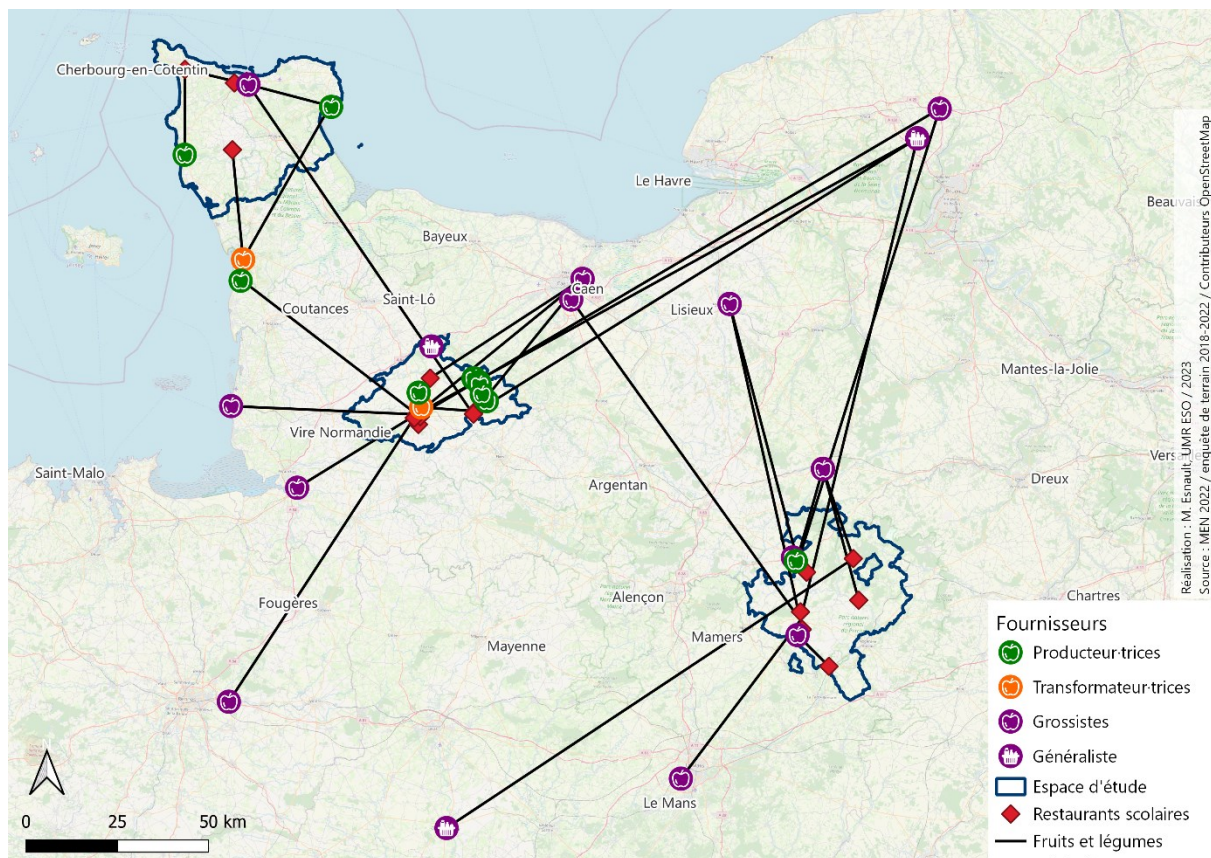 Cherbourg-en-Cotentin
Le Havre
Beauvais
Bayeux
Caen
Coutances
Saint-Lô
Lisieux
Mantes-la-Jolie
Vire Normandie
Saint-Malo
Argentan
Dreux
Versailles
Fougères
Alençon
Chartres
Mayenne
Mamers
Le Mans
Réalisation : M. Esnault, UMR ESO / 2023
Source : MEN 2022 / enquête de terrain 2018-2022 / Contributeurs OpenStreetMap
Fournisseurs
Producteur·trices
Transformateur·trices
Grossistes
Généraliste
Espace d'étude
Restaurants scolaires
Fruits et légumes
0 25 50 km